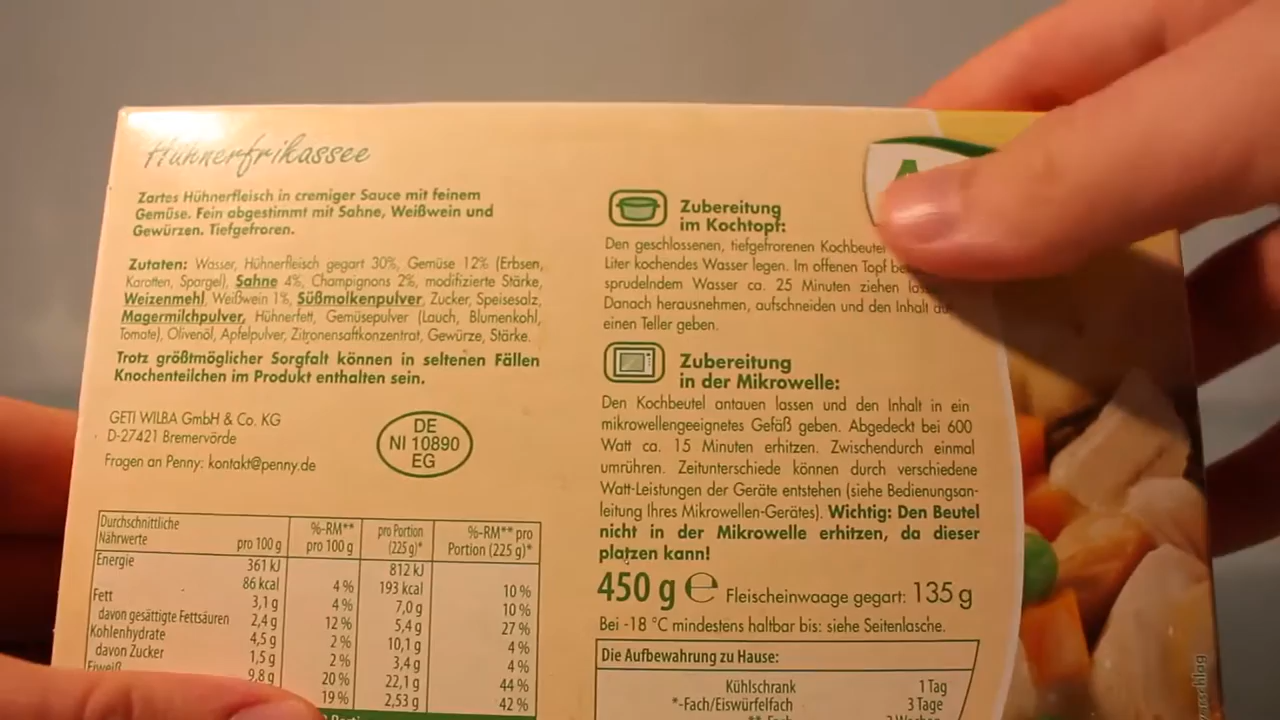 Hühnerfrikassee
Zartes Hühnerfleisch in cremiger Sauce mit feinem
Gemüse. Fein abgestimmt mit Sahne, Weißwein und
Gewürzen. Tiefgefroren.
Zutaten: Wasser, Hühnerfleisch gegart 30%, Gemüse 12% (Erbsen,
Karotten, Spargel), Sahne 4%, Champignons 2%, modifizierte Stärke,
Weizenmehl, Weißwein 1%, Süßmolkenpulver, Zucker, Speisesalz,
Magermilchpulver, Hühnerfett, Gemüsepulver (Lauch, Blumenkohl,
Tomate), Olivenöl, Apfelpulver, Zitronensaftkonzentrat, Gewürze, Stärke.
Trotz größtmöglicher Sorgfalt können in seltenen Fällen
Knochenteilchen im Produkt enthalten sein.
GETI WILBA GmbH & Co. KG
D-27421 Bremervörde
Fragen an Penny: kontakt@penny.de
DE
NI 10890
EG
Durchschnittliche
Nährwerte
pro 100 g
%-RM**
pro 100 g
pro Portion
(225 g)*
%-RM** pro
Portion (225 g)*
Energie 361 kJ 812 kJ
86 kcal 4% 193 kcal 10%
Fett 3,1 g 4% 7,0 g 10%
davon gesättigte Fettsäuren 2,4 g 12% 5,4 g 27%
Kohlenhydrate 4,5 g 2% 10,1 g 4%
davon Zucker 1,5 g 2% 3,4 g 4%
Eiweiß 9,8 g 20% 22,1 g 44%
19% 2,53 g 42%
Zubereitung
im Kochtopf:
Den geschlossenen, tiefgefrorenen Kochbeutel
Liter kochendes Wasser legen. Im offenen Topf
sprudelndem Wasser ca. 25 Minuten ziehen
Danach herausnehmen, aufschneiden und den Inhalt
einen Teller geben.
Zubereitung
in der Mikrowelle:
Den Kochbeutel antauen lassen und den Inhalt in ein
mikrowellengeeignetes Gefäß geben. Abgedeckt bei 600
Watt ca. 15 Minuten erhitzen. Zwischendurch einmal
umrühren. Zeitunterschiede können durch verschiedene
Watt-Leistungen der Geräte entstehen (siehe Bedienungsan-
leitung Ihres Mikrowellen-Gerätes). Wichtig: Den Beutel
nicht in der Mikrowelle erhitzen, da dieser
platzen kann!
450 g e Fleischeinwaage gegart: 135 g
Bei -18 °C mindestens haltbar bis: siehe Seitenlasche.
Die Aufbewahrung zu Hause:
Kühlschrank 1 Tag
*-Fach/Eiswürfelfach 3 Tage